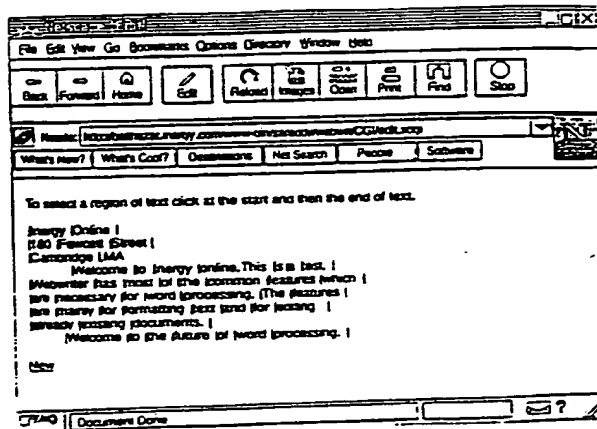 File Edit View Go Bookmarks Options Directory Window Help
Back Forward Home Edit Reload Images Open Print Find Stop
What's New? What's Cool? Destinations Net Search People Software
To select a region of text click at the start and then the end of text.
|Inergy |Online |
|180 |Fawcett |Street |
|Cambridge |,MA
|Welcome |to |Inergy |online. This |is a |test. |
|Webwriter |has |most |of |the |common |features |which |
|are |necessary |for |word |processing. |The |features |
|are |mainly |for |formatting |text |and |for |editing |
|already |existing |documents. |
|Welcome |to |the |future |of |word |processing. |
New
Document Done